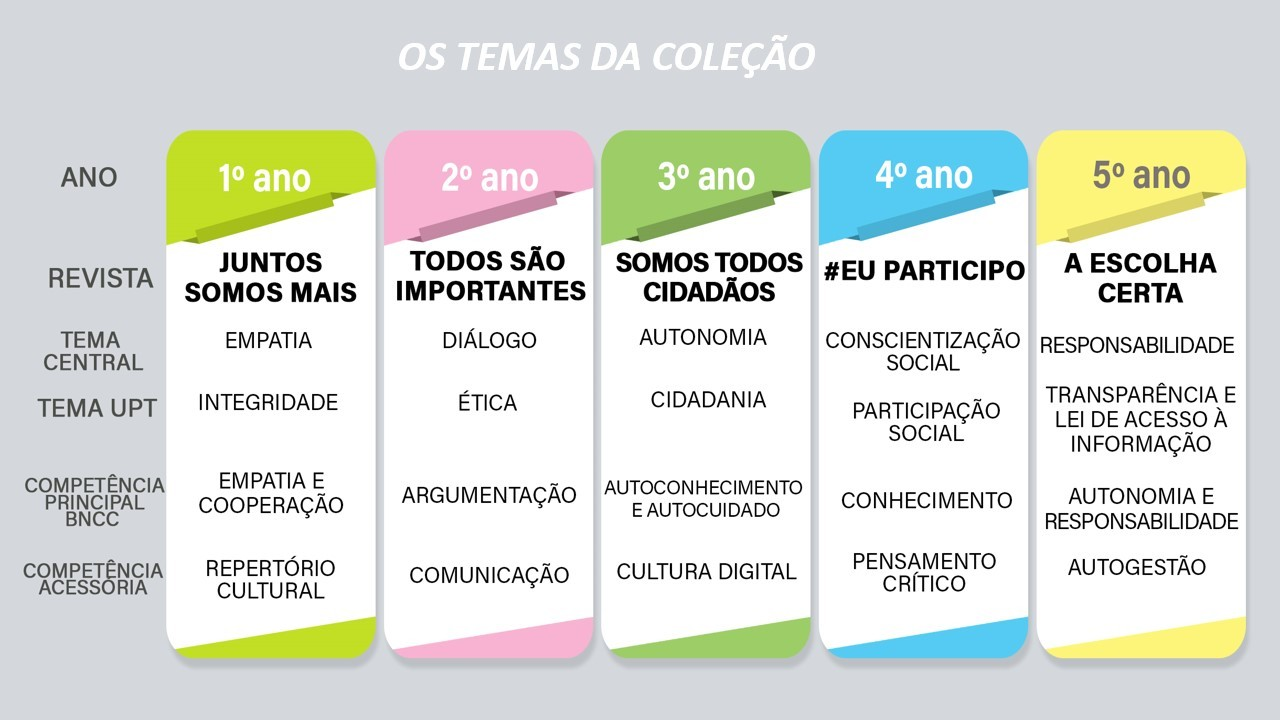 OS TEMAS DA COLEÇÃO
ANO
1º ano
2º ano
3º ano
4º ano
5º ano
REVISTA
JUNTOS
SOMOS MAIS
TODOS SÃO
IMPORTANTES
SOMOS TODOS
CIDADÃOS
#EU PARTICIPO
A ESCOLHA
CERTA
TEMA
CENTRAL
EMPATIA
DIÁLOGO
AUTONOMIA
CONSCIENTIZAÇÃO
SOCIAL
RESPONSABILIDADE
TEMA UPT
INTEGRIDADE
ÉTICA
CIDADANIA
PARTICIPAÇÃO
SOCIAL
TRANSPARÊNCIA E
LEI DE ACESSO À
INFORMAÇÃO
COMPETÊNCIA
PRINCIPAL
BNCC
EMPATIA E
COOPERAÇÃO
ARGUMENTAÇÃO
AUTOCONHECIMENTO
E AUTOCUIDADO
CONHECIMENTO
AUTONOMIA E
RESPONSABILIDADE
COMPETÊNCIA
ACESSÓRIA
REPERTÓRIO
CULTURAL
COMUNICAÇÃO
CULTURA DIGITAL
PENSAMENTO
CRÍTICO
AUTOGESTÃO